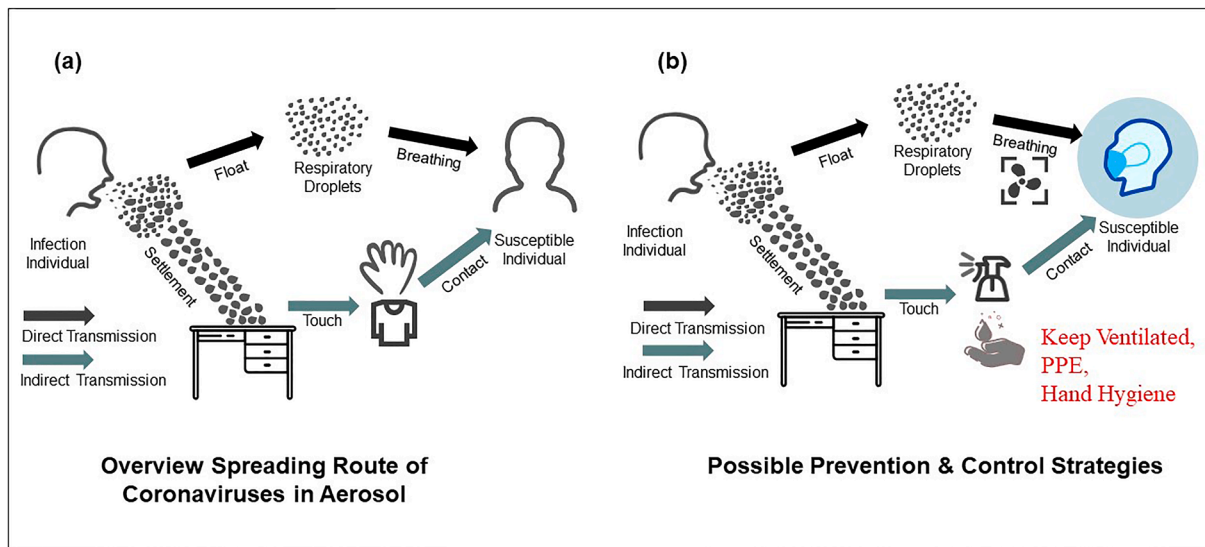 (a)
Float
Respiratory
Droplets
Breathing
Infection
Individual
Settlement
Susceptible
Individual
Contact
Touch
Direct Transmission
Indirect Transmission
Overview Spreading Route of
Coronaviruses in Aerosol
(b)
Float
Respiratory
Droplets
Breathing
Infection
Individual
Settlement
Susceptible
Individual
Contact
Touch
Direct Transmission
Indirect Transmission
Keep Ventilated,
PPE,
Hand Hygiene
Possible Prevention & Control Strategies